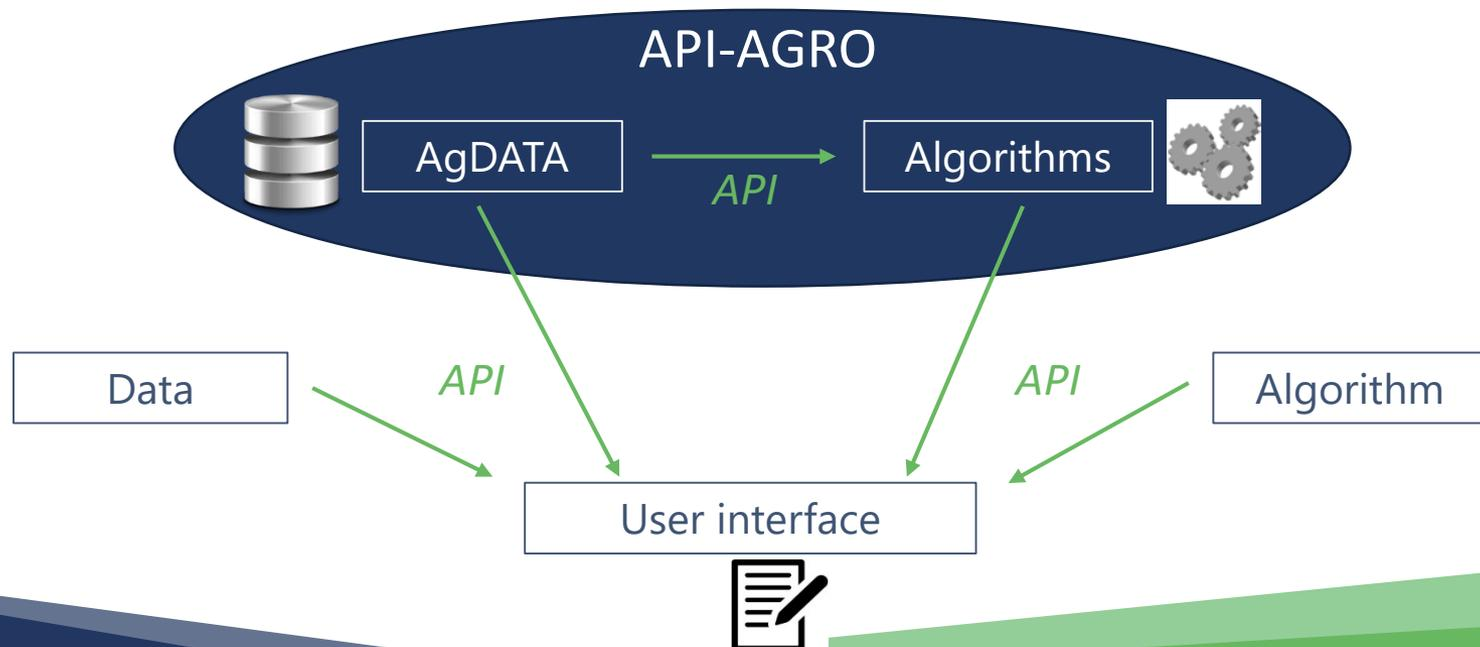 API-AGRO
AgDATA
API
Algorithms
Data
API
API
Algorithm
User interface